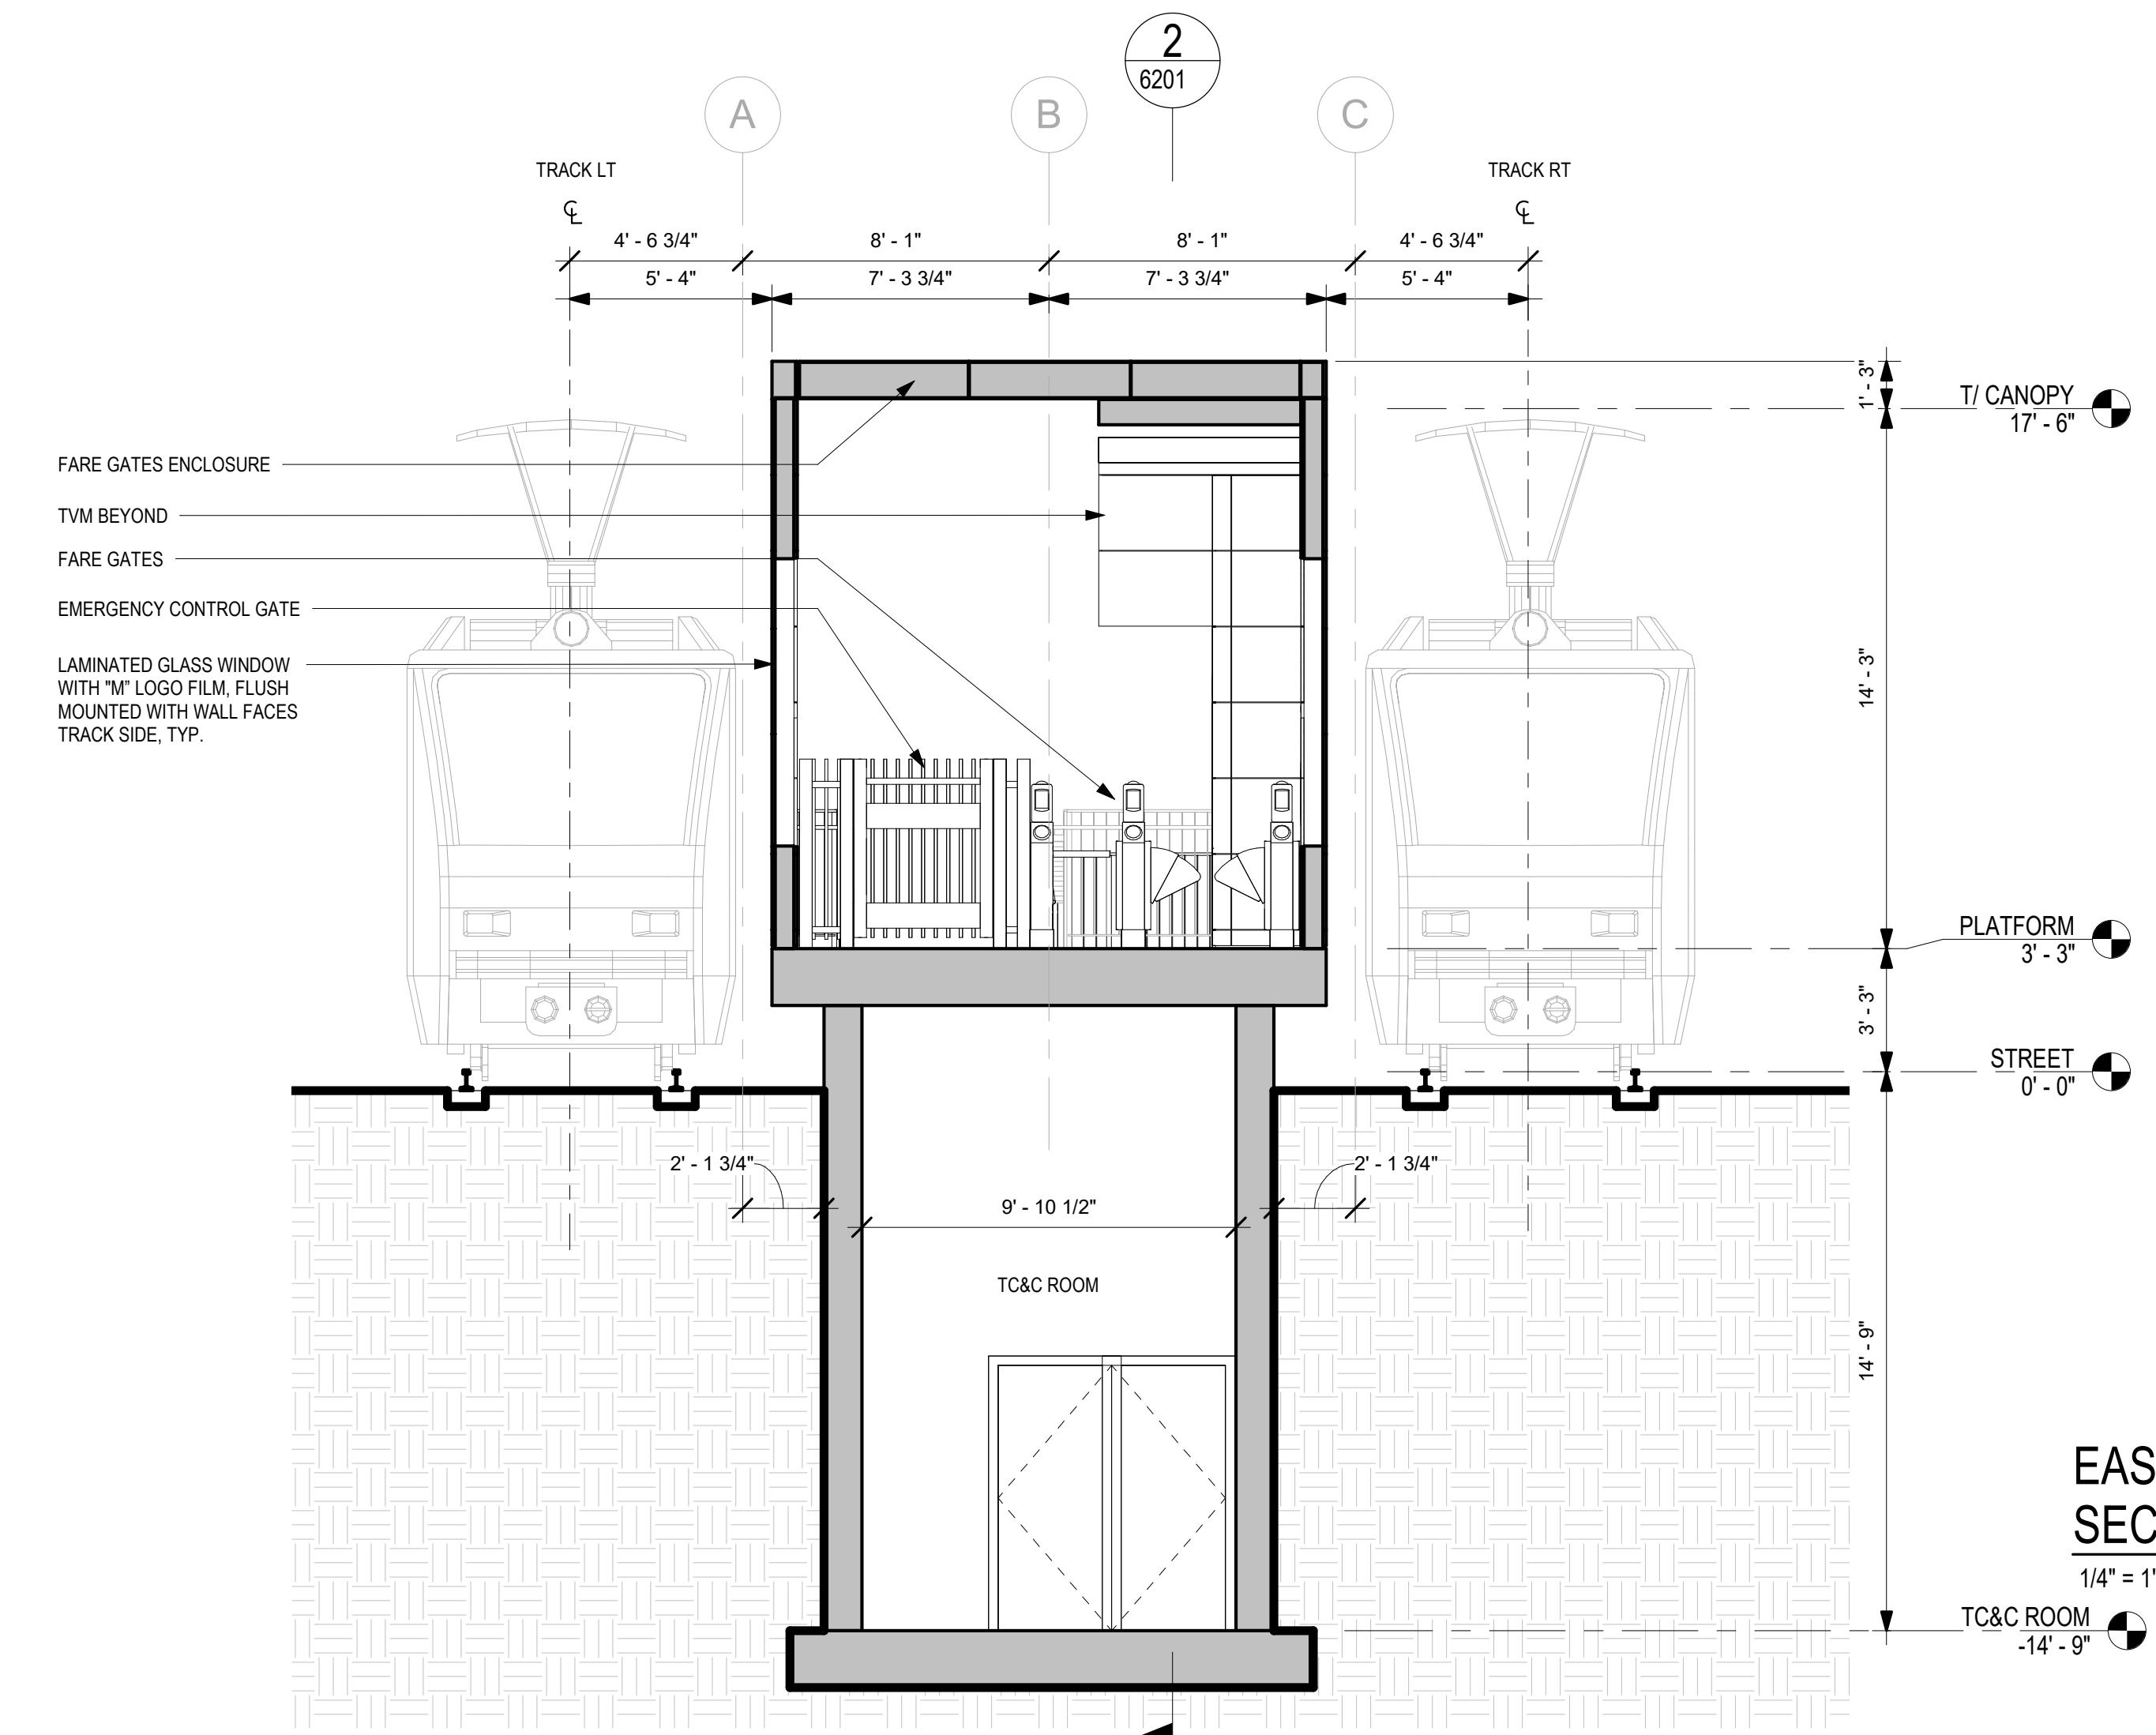 2
6201
A
B
C
TRACK LT
TRACK RT
℄
℄
4' - 6 3/4"
8' - 1"
8' - 1"
4' - 6 3/4"
5' - 4"
7' - 3 3/4"
7' - 3 3/4"
5' - 4"
1' - 3"
T/ CANOPY
17' - 6"
FARE GATES ENCLOSURE
TVM BEYOND
FARE GATES
EMERGENCY CONTROL GATE
LAMINATED GLASS WINDOW
WITH "M" LOGO FILM, FLUSH
MOUNTED WITH WALL FACES
TRACK SIDE, TYP.
14' - 3"
PLATFORM
3' - 3"
3' - 3"
STREET
0' - 0"
2' - 1 3/4"
2' - 1 3/4"
9' - 10 1/2"
TC&C ROOM
14' - 9"
EAS
SEC
1/4" = 1'
TC&C ROOM
-14' - 9"